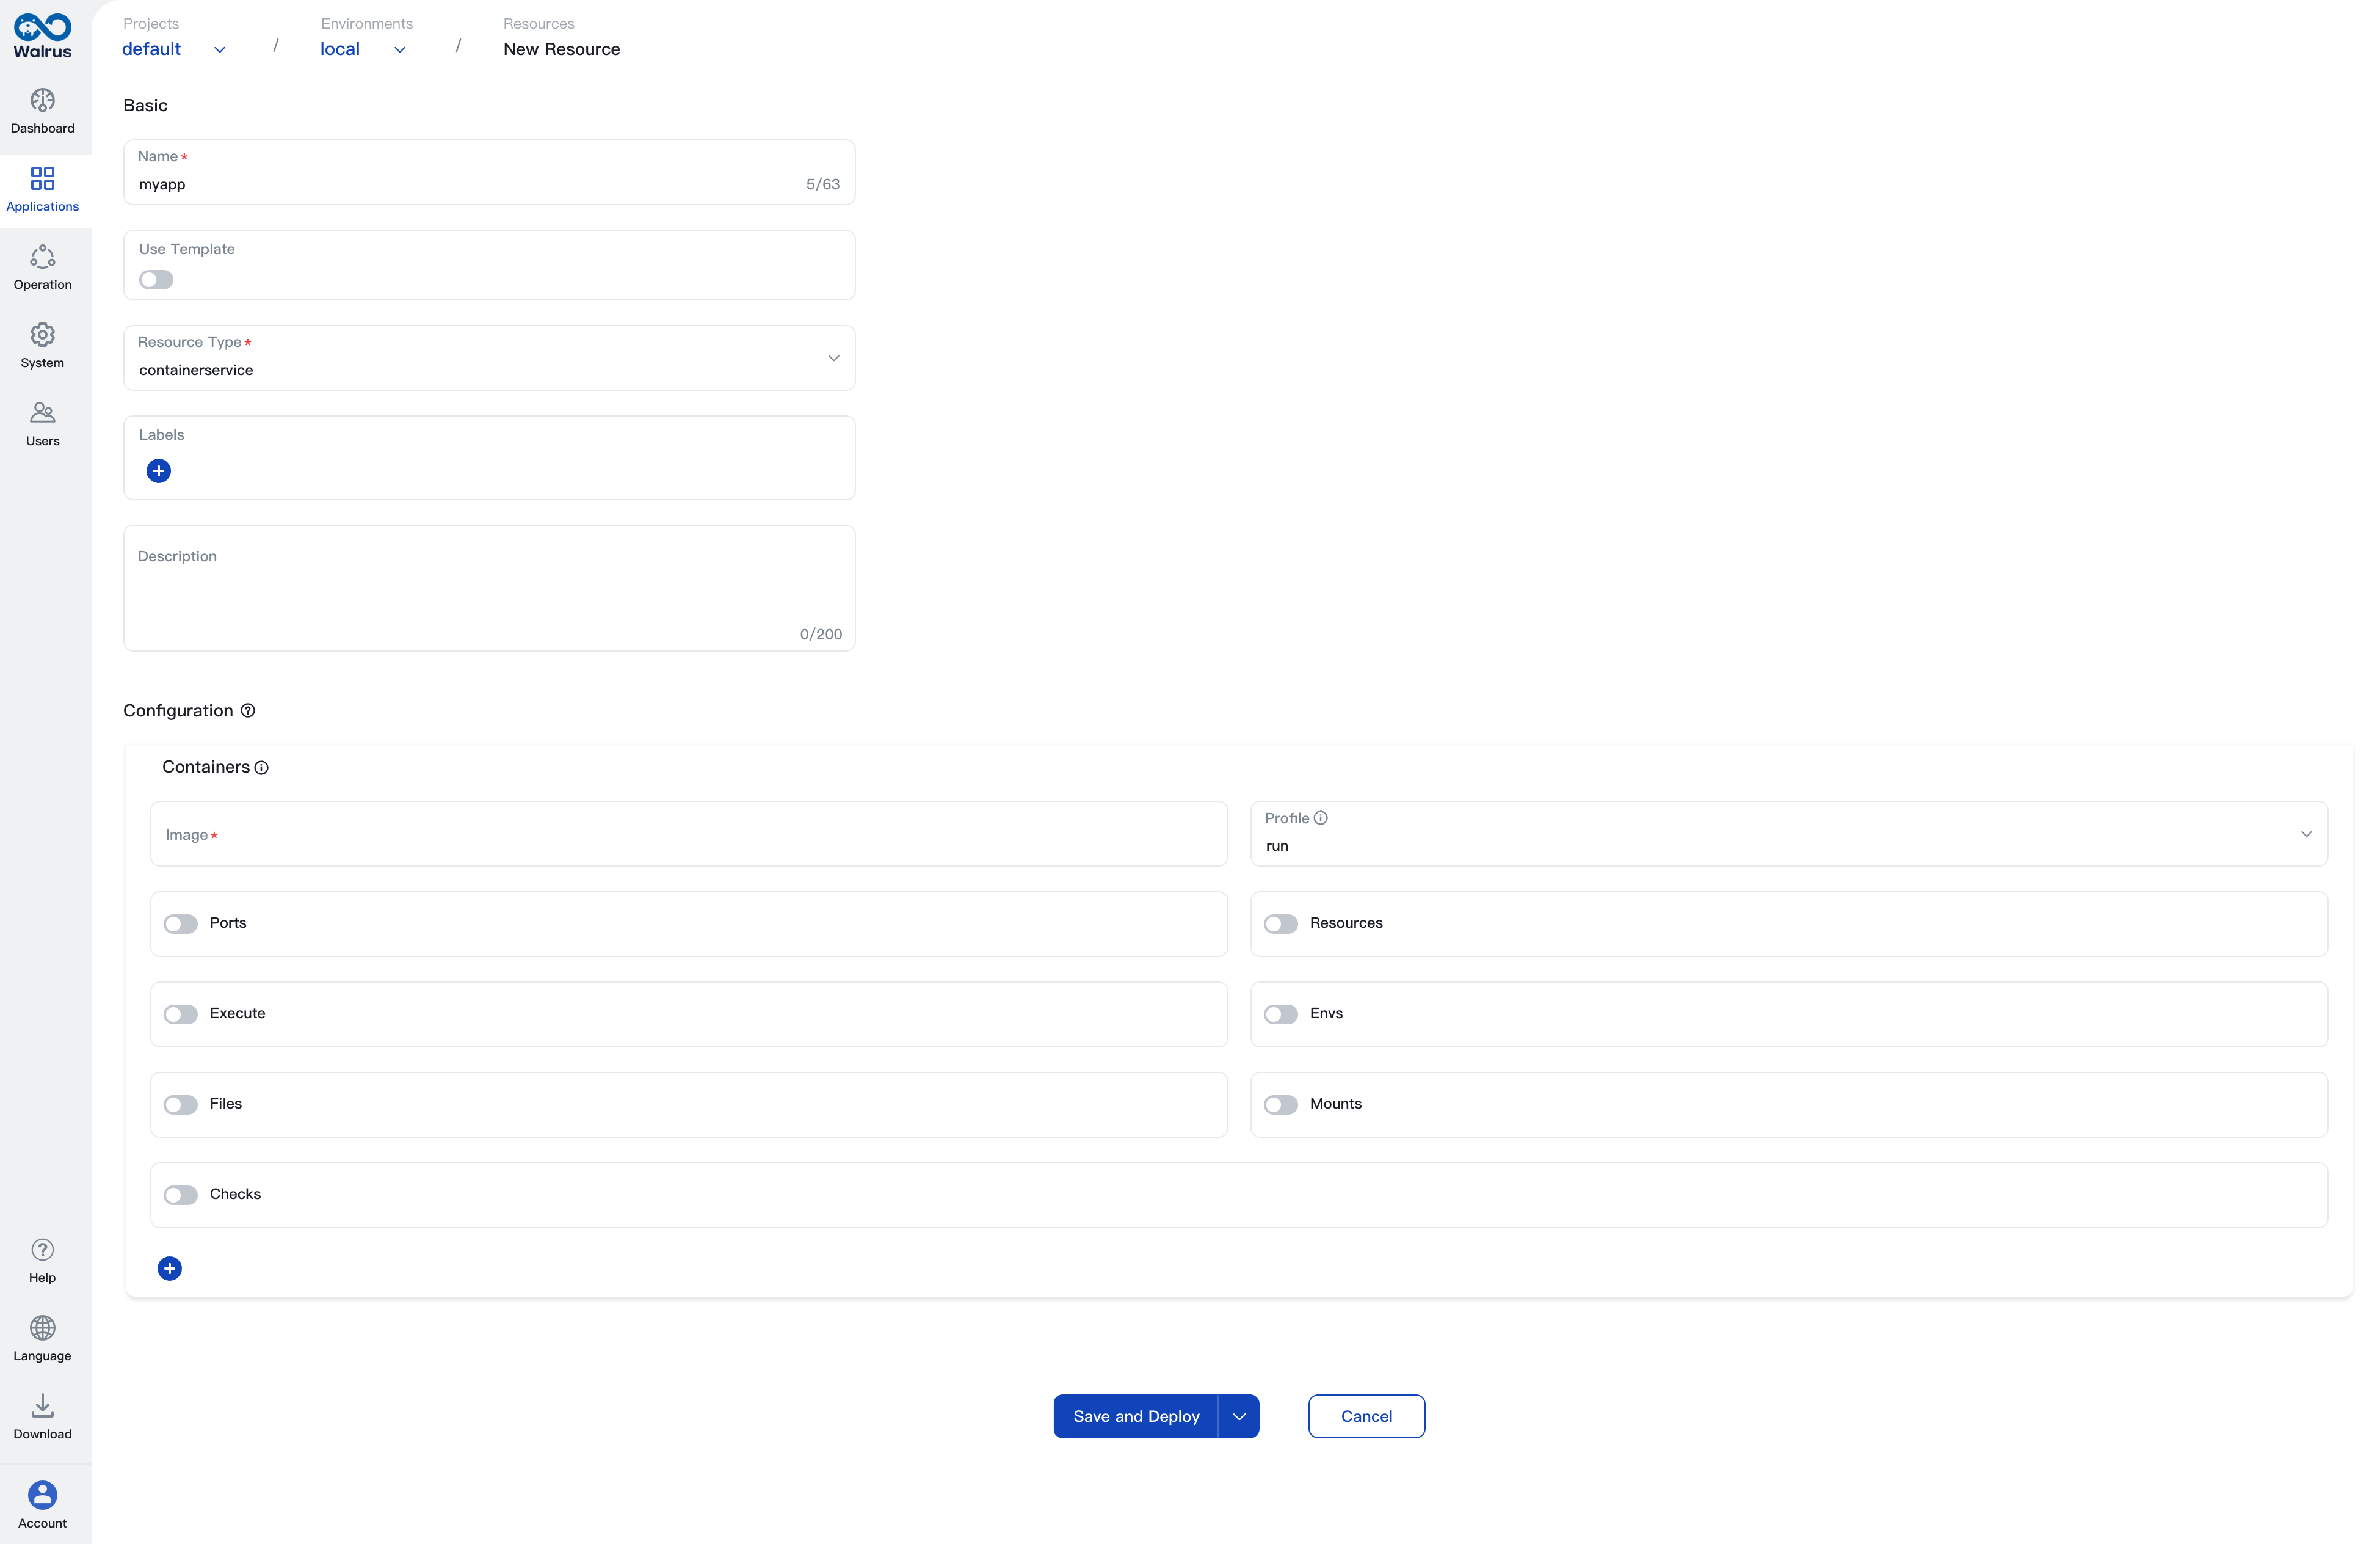 Walrus
Dashboard
Applications
Operation
System
Users
Help
Language
Download
Account
Projects
default
/
Environments
local
/
Resources
New Resource
Basic
Name*
myapp
5/63
Use Template
Resource Type*
containerservice
Labels
Description
0/200
Configuration
Containers
Image*
Profile
run
Ports
Resources
Execute
Envs
Files
Mounts
Checks
Save and Deploy
Cancel